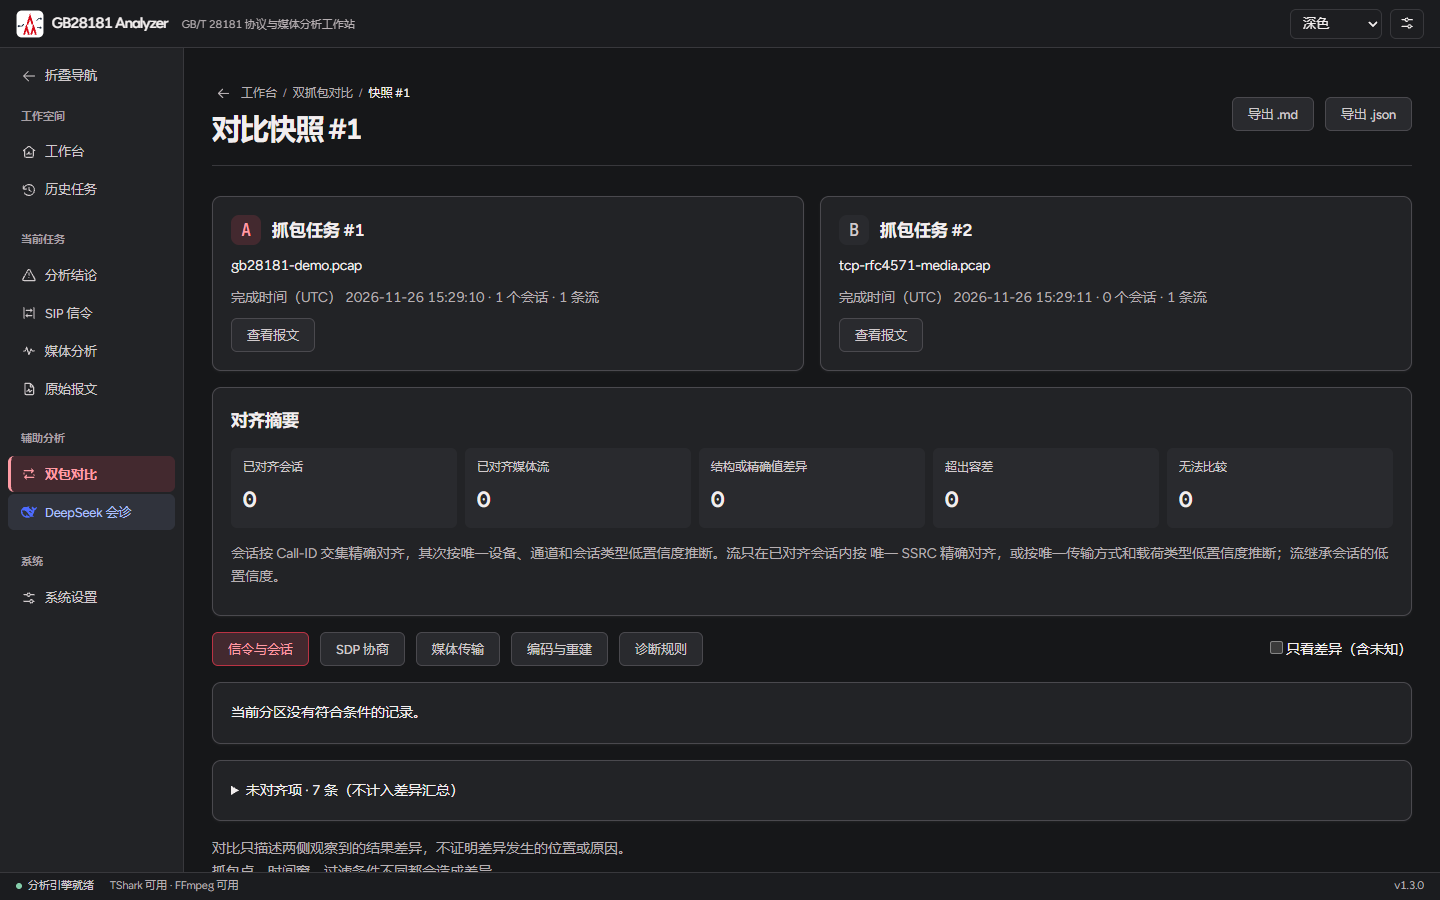 GB28181 Analyzer
GB/T 28181 协议与媒体分析工作站
深色
折叠导航
工作空间
工作台
历史任务
当前任务
分析结论
SIP 信令
媒体分析
原始报文
辅助分析
双包对比
DeepSeek 会诊
系统
系统设置
工作台 / 双抓包对比 / 快照 #1
对比快照 #1
导出 .md
导出 .json
A 抓包任务 #1
gb28181-demo.pcap
完成时间（UTC） 2026-11-26 15:29:10 · 1 个会话 · 1 条流
查看报文
B 抓包任务 #2
tcp-rfc4571-media.pcap
完成时间（UTC） 2026-11-26 15:29:11 · 0 个会话 · 1 条流
查看报文
对齐摘要
已对齐会话
0
已对齐媒体流
0
结构或精确值差异
0
超出容差
0
无法比较
0
会话按 Call-ID 交集精确对齐，其次按唯一设备、通道和会话类型低置信度推断。流只在已对齐会话内按 唯一 SSRC 精确对齐，或按唯一传输方式和载荷类型低置信度推断；流继承会话的低
置信度。
信令与会话
SDP 协商
媒体传输
编码与重建
诊断规则
只看差异（含未知）
当前分区没有符合条件的记录。
▶ 未对齐项 · 7 条（不计入差异汇总）
对比只描述两侧观察到的结果差异，不证明差异发生的位置或原因。
抓包点、时间窗、过滤条件不同都会造成差异。
分析引擎就绪
TShark 可用 · FFmpeg 可用
v1.3.0